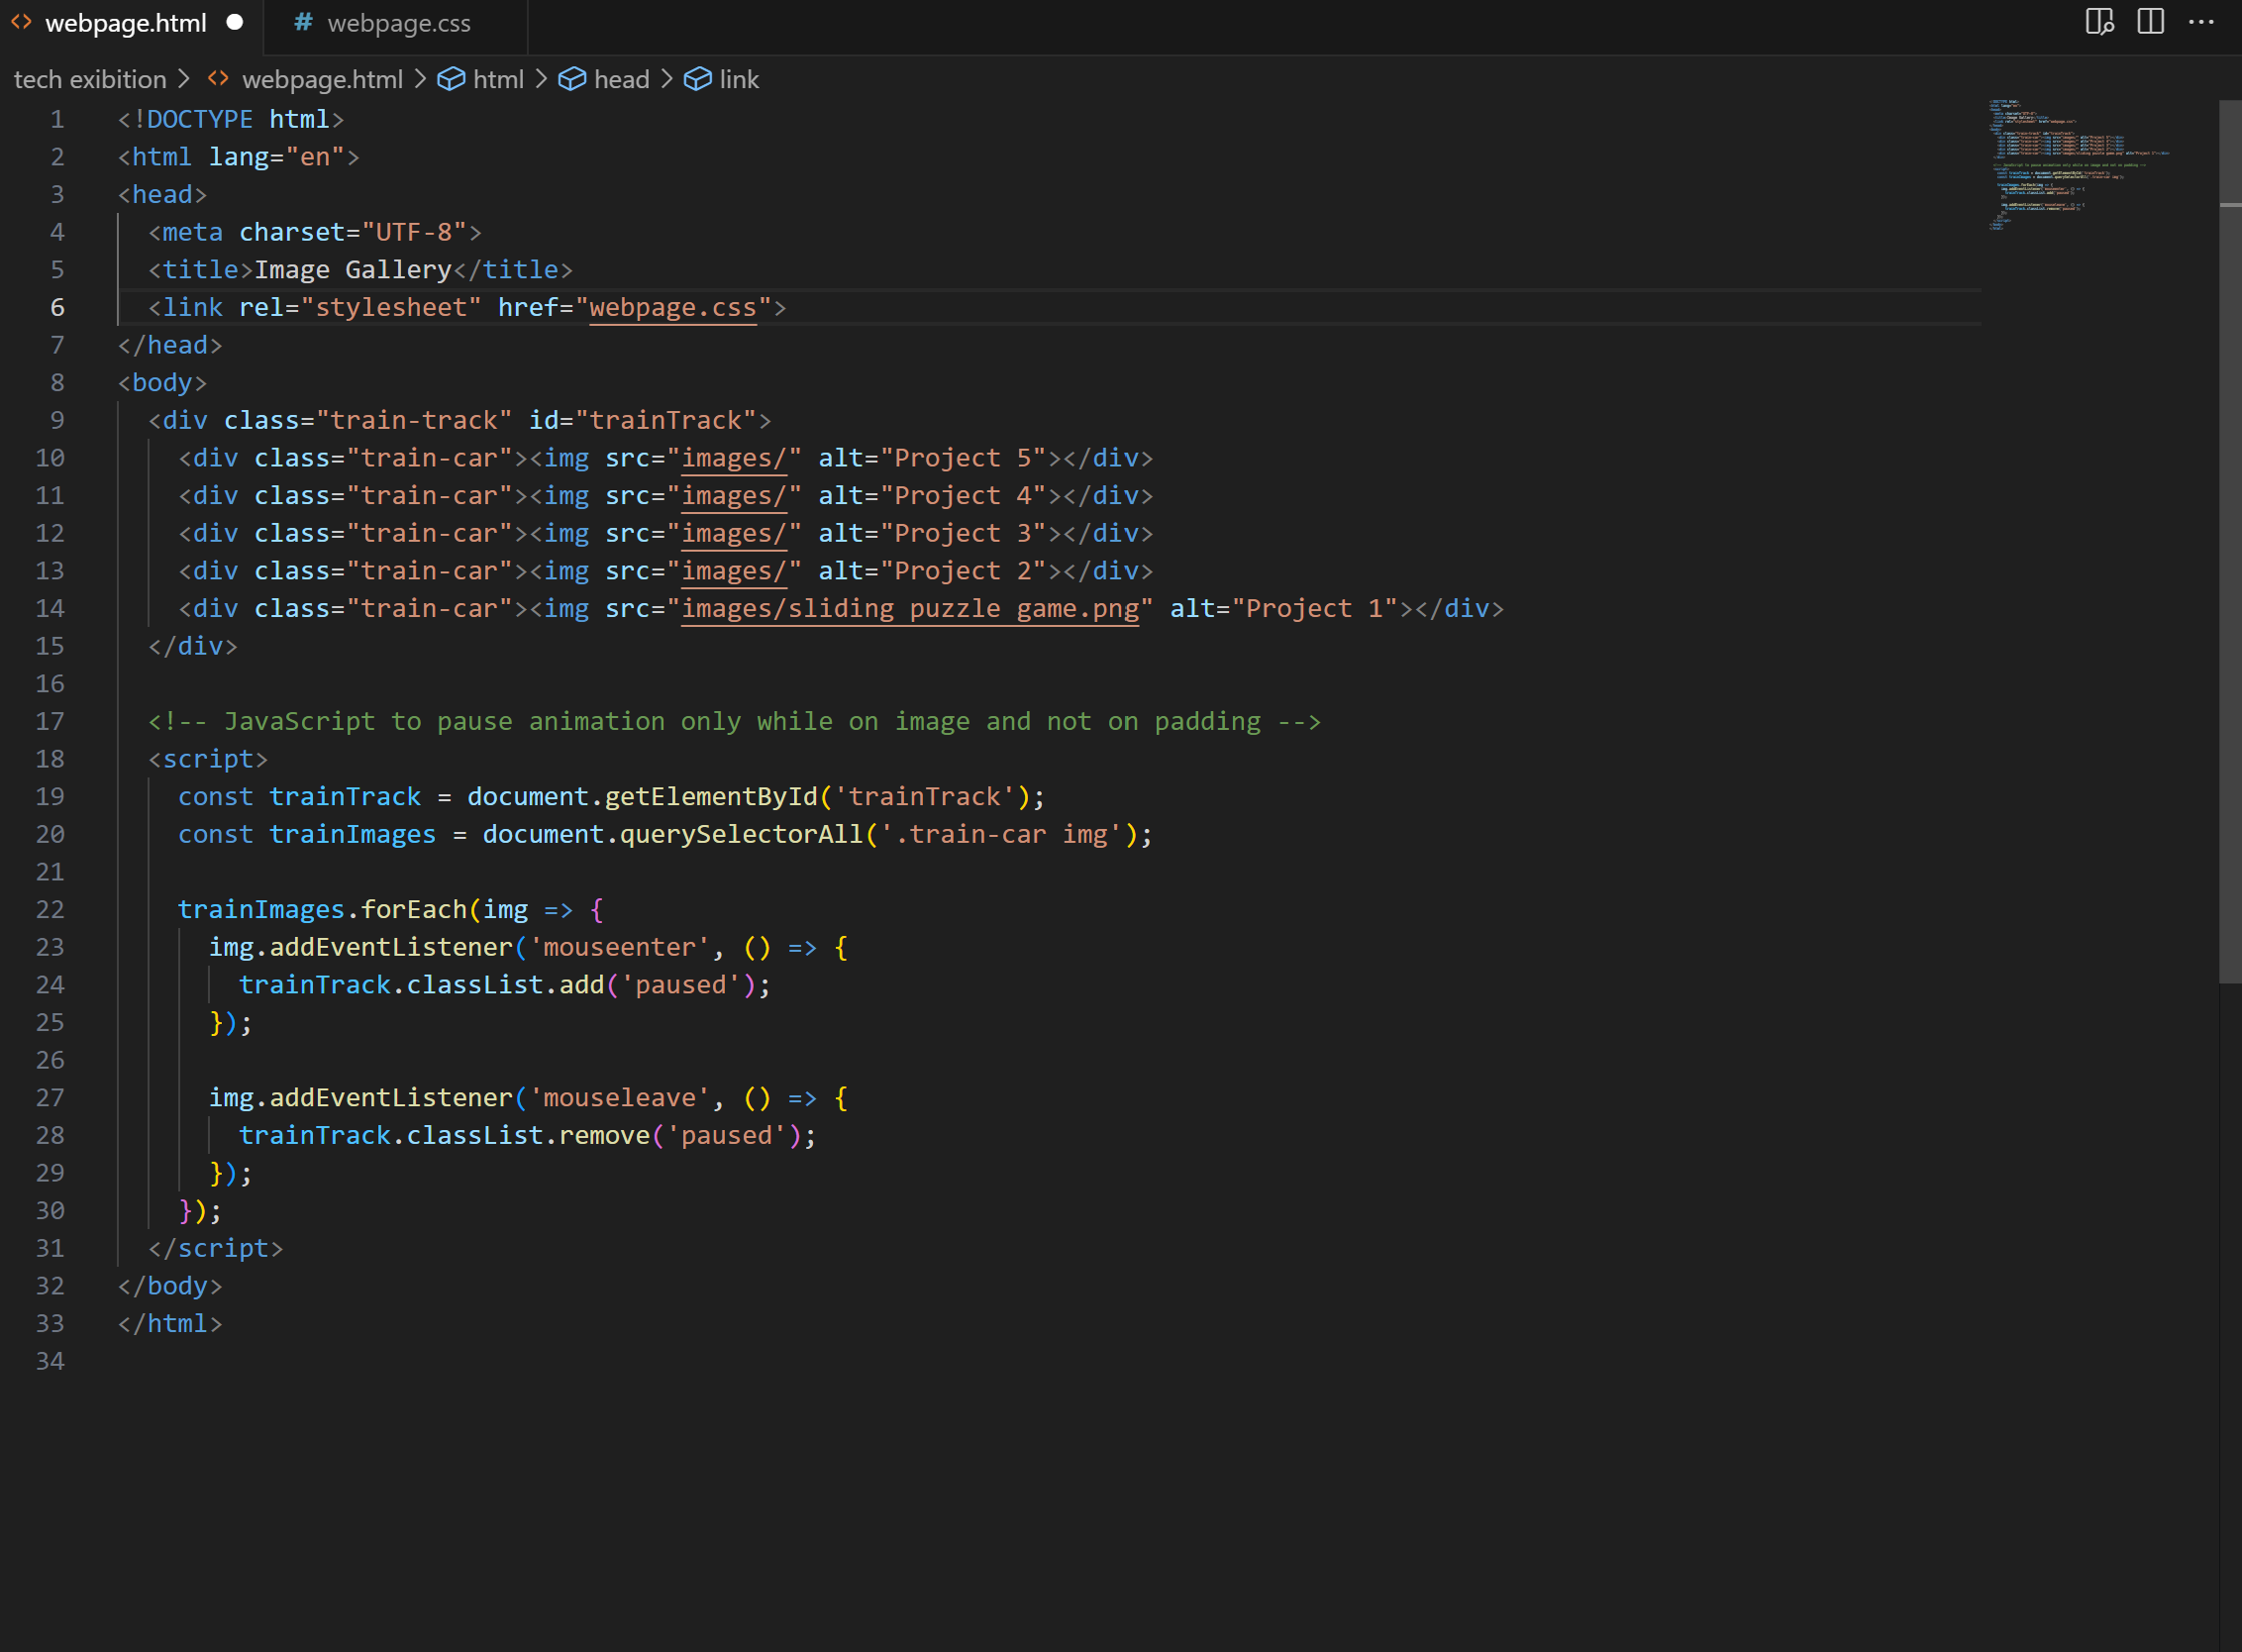 webpage.html
# webpage.css
tech exibition > webpage.html > html > head > link
1 <!DOCTYPE html>
2 <html lang="en">
3 <head>
4 <meta charset="UTF-8">
5 <title>Image Gallery</title>
6 <link rel="stylesheet" href="webpage.css">
7 </head>
8 <body>
9 <div class="train-track" id="trainTrack">
10 <div class="train-car"><img src="images/" alt="Project 5"></div>
11 <div class="train-car"><img src="images/" alt="Project 4"></div>
12 <div class="train-car"><img src="images/" alt="Project 3"></div>
13 <div class="train-car"><img src="images/" alt="Project 2"></div>
14 <div class="train-car"><img src="images/sliding puzzle game.png" alt="Project 1"></div>
15 </div>
16
17 <!-- JavaScript to pause animation only while on image and not on padding -->
18 <script>
19 const trainTrack = document.getElementById('trainTrack');
20 const trainImages = document.querySelectorAll('.train-car img');
21
22 trainImages.forEach(img => {
23 img.addEventListener('mouseenter', () => {
24 trainTrack.classList.add('paused');
25 });
26
27 img.addEventListener('mouseleave', () => {
28 trainTrack.classList.remove('paused');
29 });
30 });
31 </script>
32 </body>
33 </html>
34